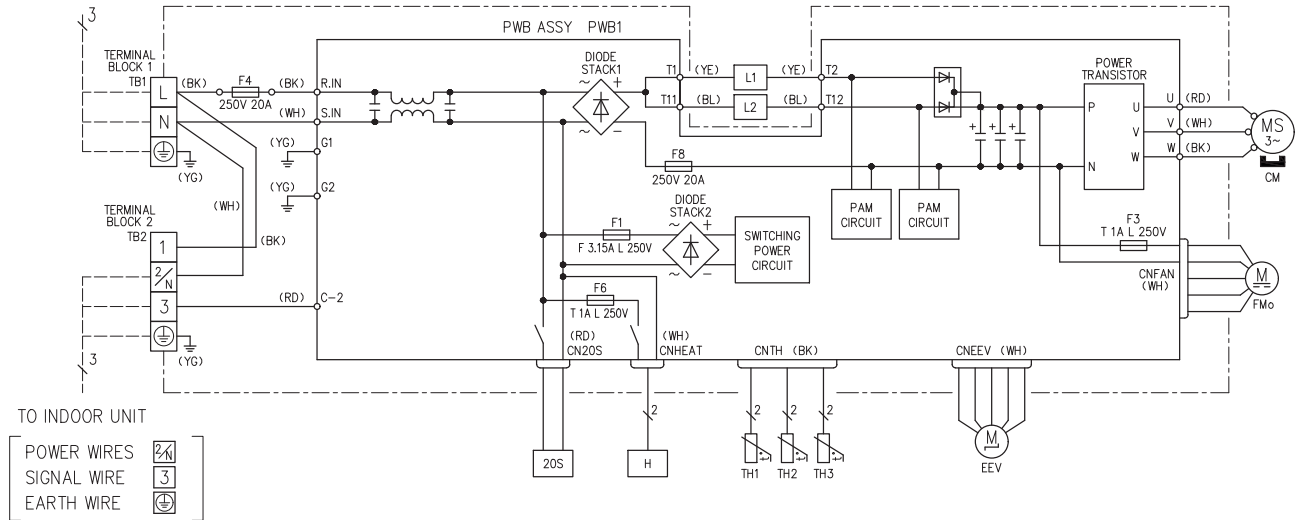 3
PWB ASSY PWB1
TERMINAL
BLOCK 1
TB1
L
N
(BK)
F4
250V 20A
(BK)
R.IN
(WH)
S.IN
(YG)
G1
(YG)
G2
(YG)
(WH)
(BK)
DIODE
STACK1
~
+
~
−
T1
(YE)
L1
(YE)
T2
T11
(BL)
L2
(BL)
T12
F8
250V 20A
PAM
CIRCUIT
PAM
CIRCUIT
+
+
+
POWER
TRANSISTOR
P
N
U
V
W
U
(RD)
V
(WH)
W
(BK)
MS
3~
CM
F3
T 1A L 250V
CNFAN
(WH)
M
FMo
TERMINAL
BLOCK 2
TB2
1
2/N
3
(RD)
C-2
(YG)
3
F1
F 3.15A L 250V
DIODE
STACK2
~
+
~
−
SWITCHING
POWER
CIRCUIT
F6
T 1A L 250V
(RD)
CN20S
(WH)
CNHEAT
CNTH (BK)
CNEEV (WH)
2
2
2
2
20S
H
t
t
t
TH1
TH2
TH3
M
EEV
TO INDOOR UNIT
POWER WIRES 2/N
SIGNAL WIRE 3
EARTH WIRE